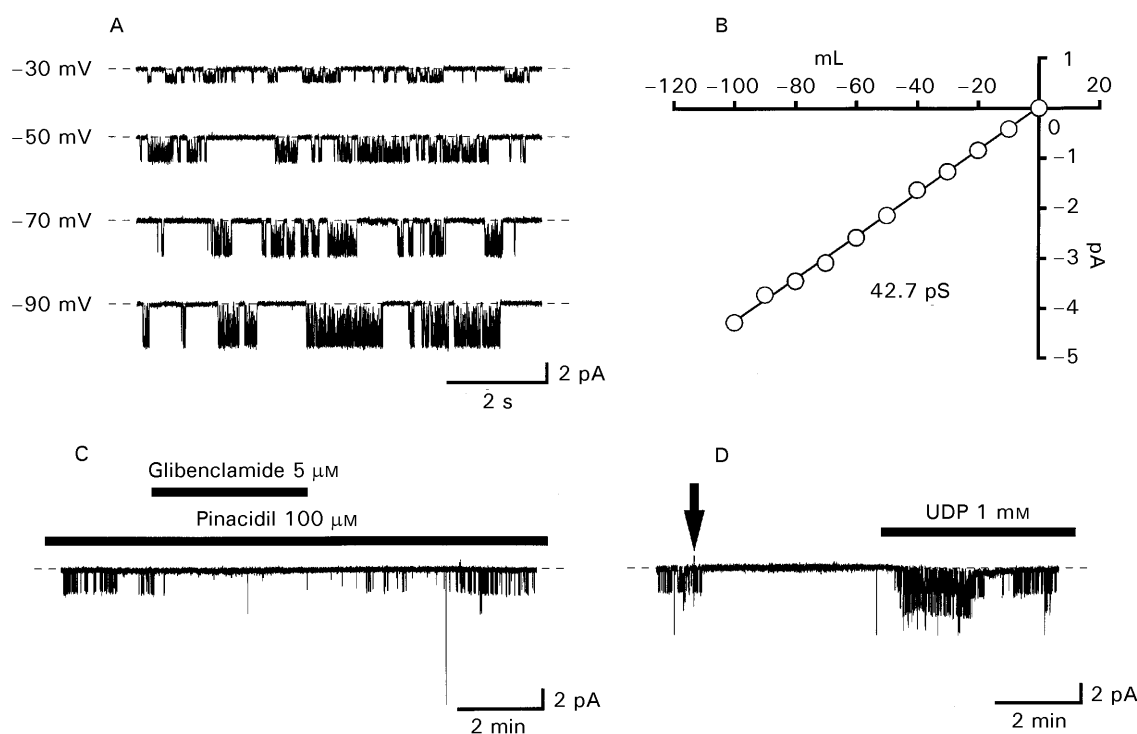 A
−30 mV
−50 mV
−70 mV
−90 mV
2 pA
2 s
B
mL
−120 −100 −80 −60 −40 −20 20
1
0
−1
−2
−3
−4
−5
pA
42.7 pS
C
Glibenclamide 5 μM
Pinacidil 100 μM
2 pA
2 min
D
UDP 1 mM
2 pA
2 min